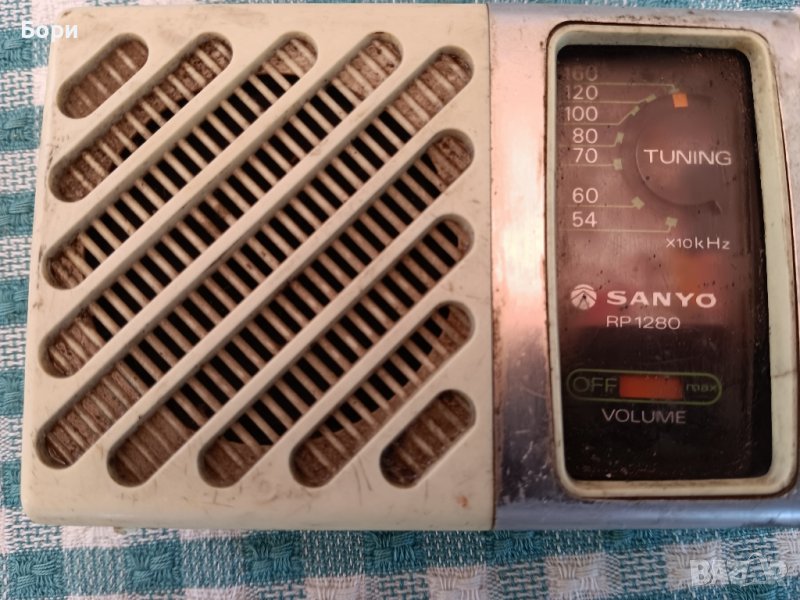 Бори
160
120
100
80
70
TUNING
60
54
x10kHz
SANYO
RP1280
OFF max
VOLUME